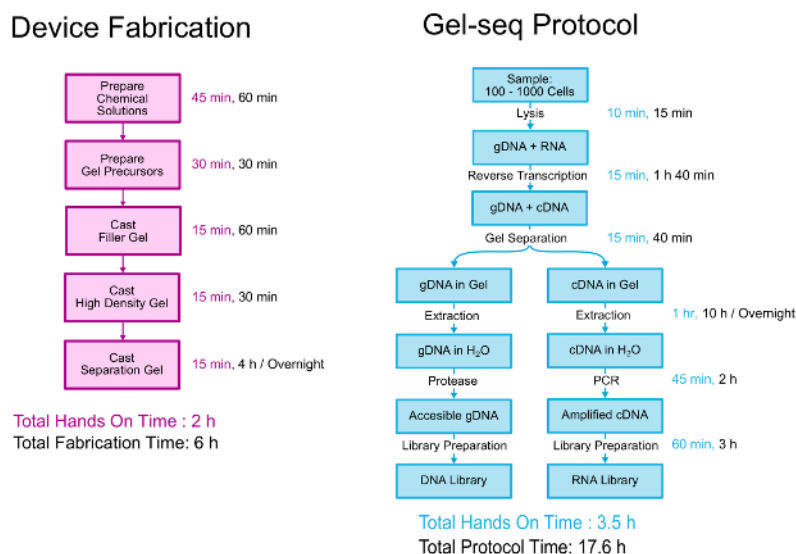 Device Fabrication
Prepare
Chemical
Solutions
45 min, 60 min
Prepare
Gel Precursors
30 min, 30 min
Cast
Filler Gel
15 min, 60 min
Cast
High Density Gel
15 min, 30 min
Cast
Separation Gel
15 min, 4 h / Overnight
Total Hands On Time : 2 h
Total Fabrication Time: 6 h
Gel-seq Protocol
Sample:
100 - 1000 Cells
Lysis
10 min, 15 min
gDNA + RNA
Reverse Transcription
15 min, 1 h 40 min
gDNA + cDNA
Gel Separation
15 min, 40 min
gDNA in Gel
cDNA in Gel
Extraction
Extraction
1 hr, 10 h / Overnight
gDNA in H₂O
cDNA in H₂O
Protease
PCR
45 min, 2 h
Accesible gDNA
Amplified cDNA
Library Preparation
Library Preparation
60 min, 3 h
DNA Library
RNA Library
Total Hands On Time : 3.5 h
Total Protocol Time: 17.6 h